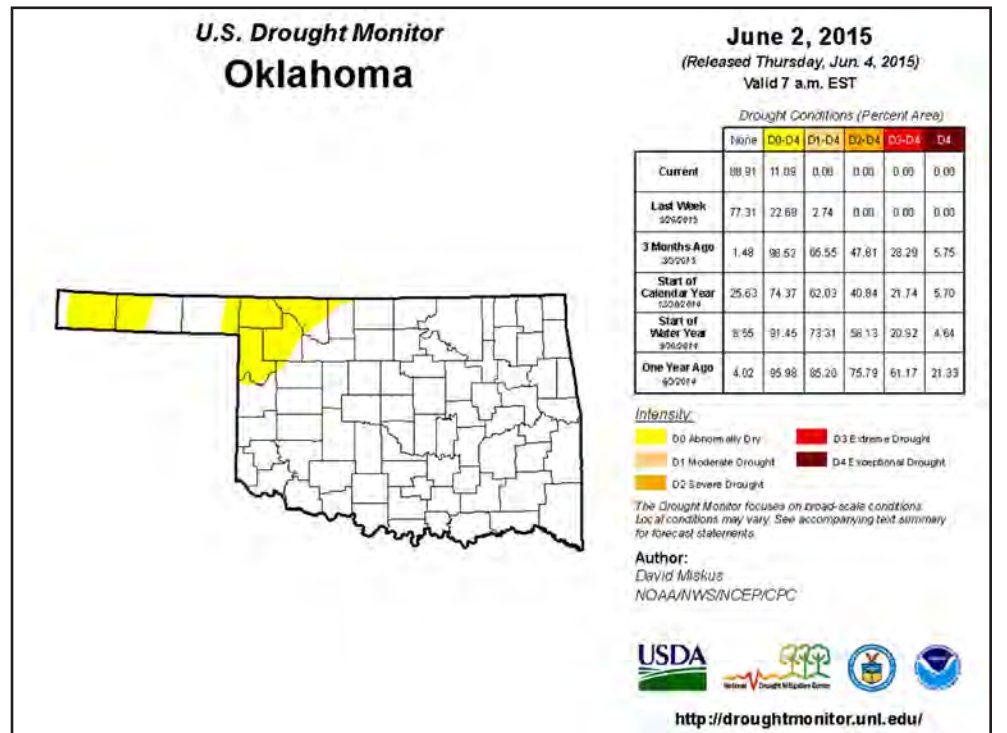 U.S. Drought Monitor
Oklahoma
June 2, 2015
(Released Thursday, Jun. 4, 2015)
Valid 7 a.m. EST
Drought Conditions (Percent Area)
None D0-D4 D1-D4 D2-D4 D3-D4 D4
Current 88.91 11.09 0.00 0.00 0.00 0.00
Last Week 77.31 22.69 2.74 0.00 0.00 0.00
3 Months Ago 1.48 98.52 65.55 47.81 28.29 5.75
Start of
Calendar Year 25.63 74.37 62.03 40.84 21.74 5.70
Start of
Water Year 8.55 91.45 73.31 58.13 20.92 4.64
One Year Ago 4.02 95.98 85.20 75.79 61.17 21.33
Intensity:
D0 Abnormally Dry
D1 Moderate Drought
D2 Severe Drought
D3 Extreme Drought
D4 Exceptional Drought
The Drought Monitor focuses on broad-scale conditions.
Local conditions may vary. See accompanying text summary
for forecast statements.
Author:
David Miskus
NOAA/NWS/NCEP/CPC
USDA
National Drought Mitigation Center
http://droughtmonitor.unl.edu/